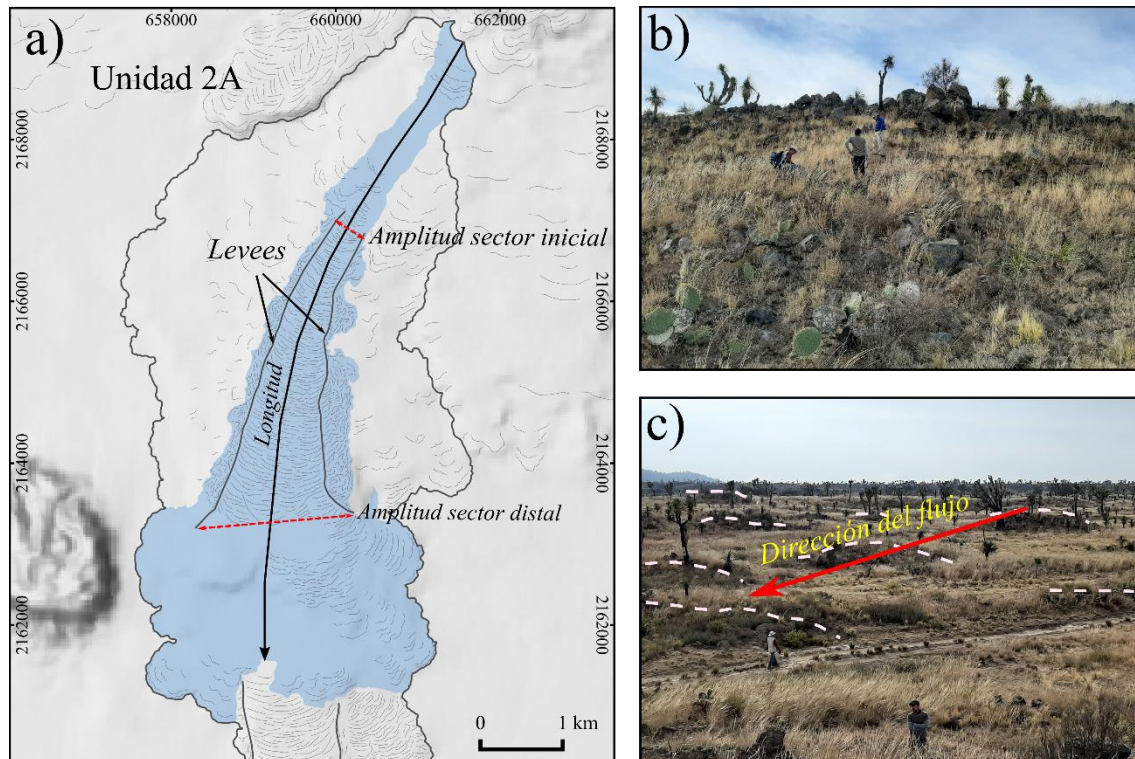 a)
658000
660000
662000
Unidad 2A
2168000
2168000
Levees
Amplitud sector inicial
2166000
2166000
Longitud
2164000
2164000
Amplitud sector distal
2162000
2162000
0
1 km
b)
c)
Dirección del flujo